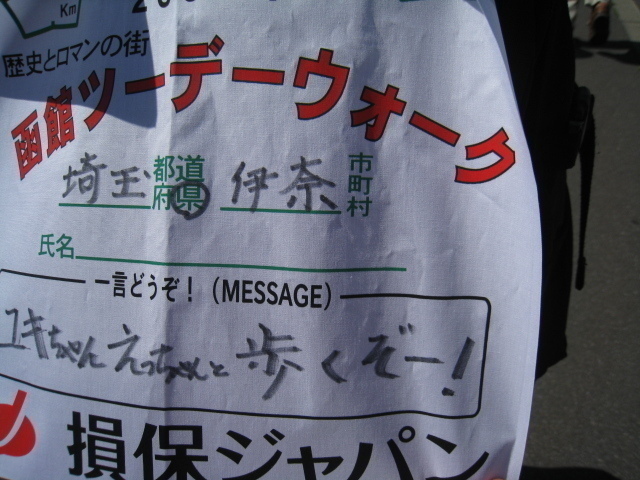 Km
歴史とロマンの街
函館ツーデーウォーク
埼玉 都道府県 伊奈 市町村
氏名
一言どうぞ！（MESSAGE）
ユキちゃん えっちゃんと 歩くぞー！
損保ジャパン